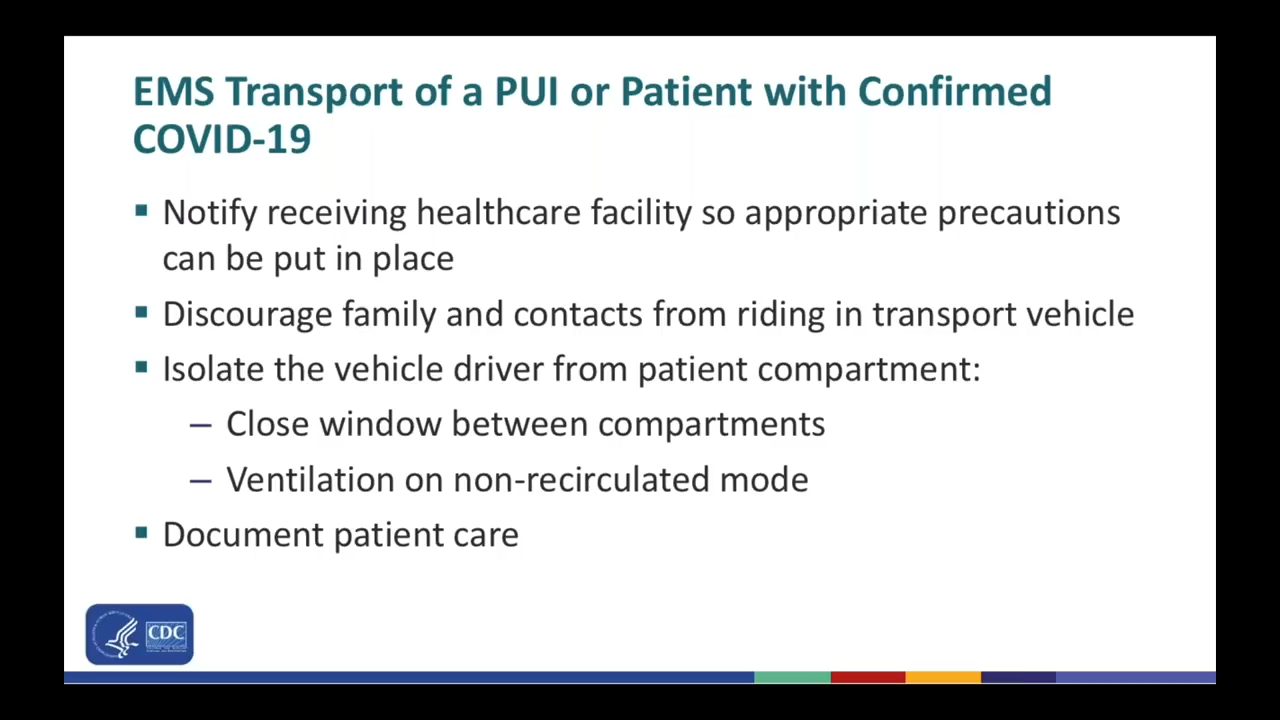 EMS Transport of a PUI or Patient with Confirmed
COVID-19
▪ Notify receiving healthcare facility so appropriate precautions
can be put in place
▪ Discourage family and contacts from riding in transport vehicle
▪ Isolate the vehicle driver from patient compartment:
– Close window between compartments
– Ventilation on non-recirculated mode
▪ Document patient care
CDC